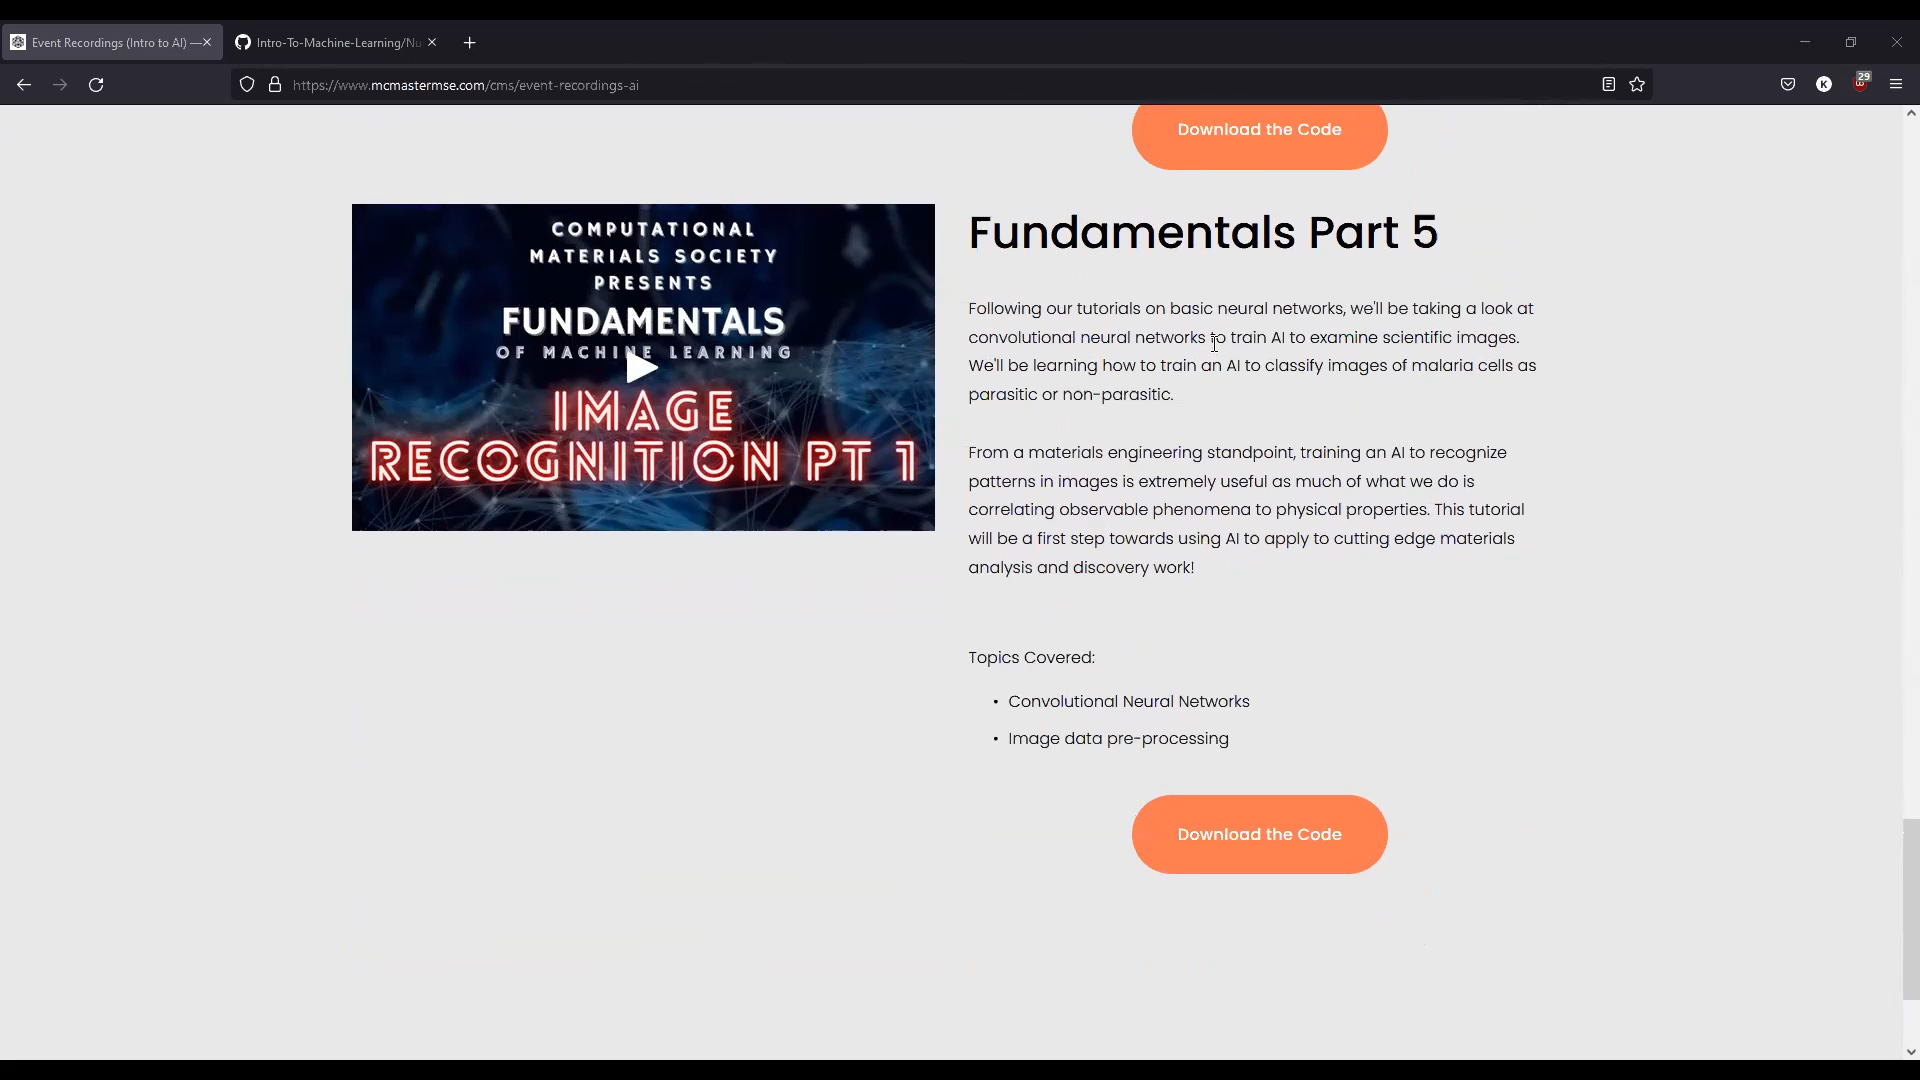 Event Recordings (Intro to AI) —
Intro-To-Machine-Learning/Nu
https://www.mcmastermse.com/cms/event-recordings-ai
K
29
Download the Code
COMPUTATIONAL
MATERIALS SOCIETY
PRESENTS
FUNDAMENTALS
OF MACHINE LEARNING
IMAGE
RECOGNITION PT 1
Fundamentals Part 5
Following our tutorials on basic neural networks, we'll be taking a look at
convolutional neural networks to train AI to examine scientific images.
We'll be learning how to train an AI to classify images of malaria cells as
parasitic or non-parasitic.
From a materials engineering standpoint, training an AI to recognize
patterns in images is extremely useful as much of what we do is
correlating observable phenomena to physical properties. This tutorial
will be a first step towards using AI to apply to cutting edge materials
analysis and discovery work!
Topics Covered:
• Convolutional Neural Networks
• Image data pre-processing
Download the Code